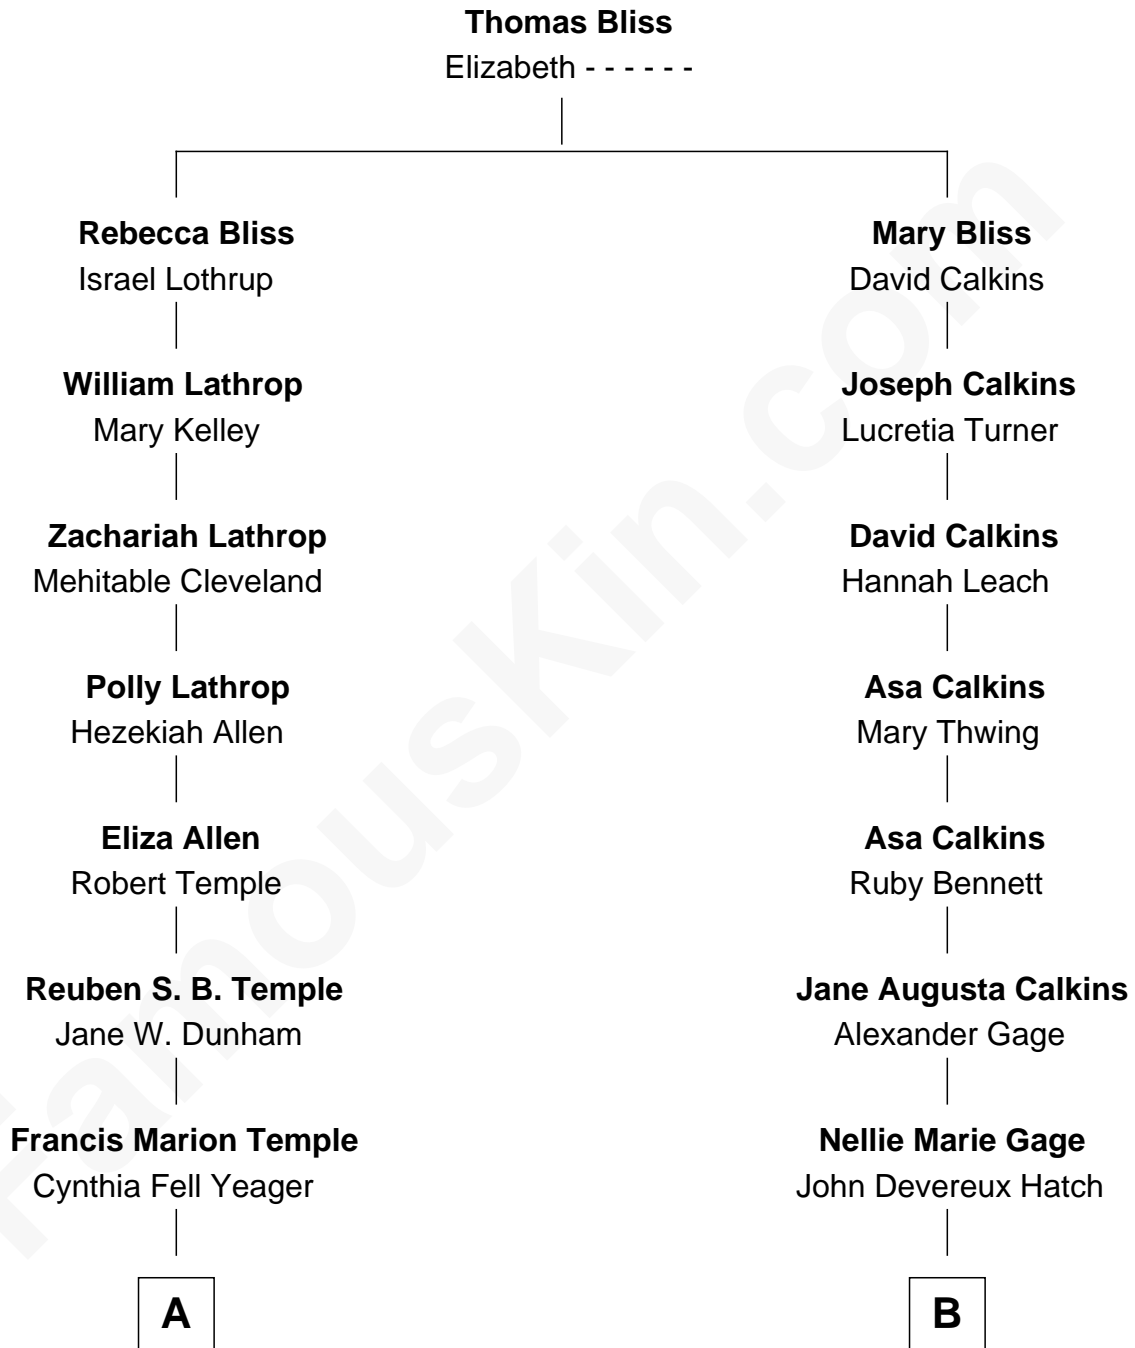 Thomas Bliss
Elizabeth - - - - - -
Rebecca Bliss
Israel Lothrup
Mary Bliss
David Calkins
William Lathrop
Mary Kelley
Joseph Calkins
Lucretia Turner
Zachariah Lathrop
Mehitable Cleveland
David Calkins
Hannah Leach
Polly Lathrop
Hezekiah Allen
Asa Calkins
Mary Thwing
Eliza Allen
Robert Temple
Asa Calkins
Ruby Bennett
Reuben S. B. Temple
Jane W. Dunham
Jane Augusta Calkins
Alexander Gage
Francis Marion Temple
Cynthia Fell Yeager
Nellie Marie Gage
John Devereux Hatch
A
B
FamousKin.com